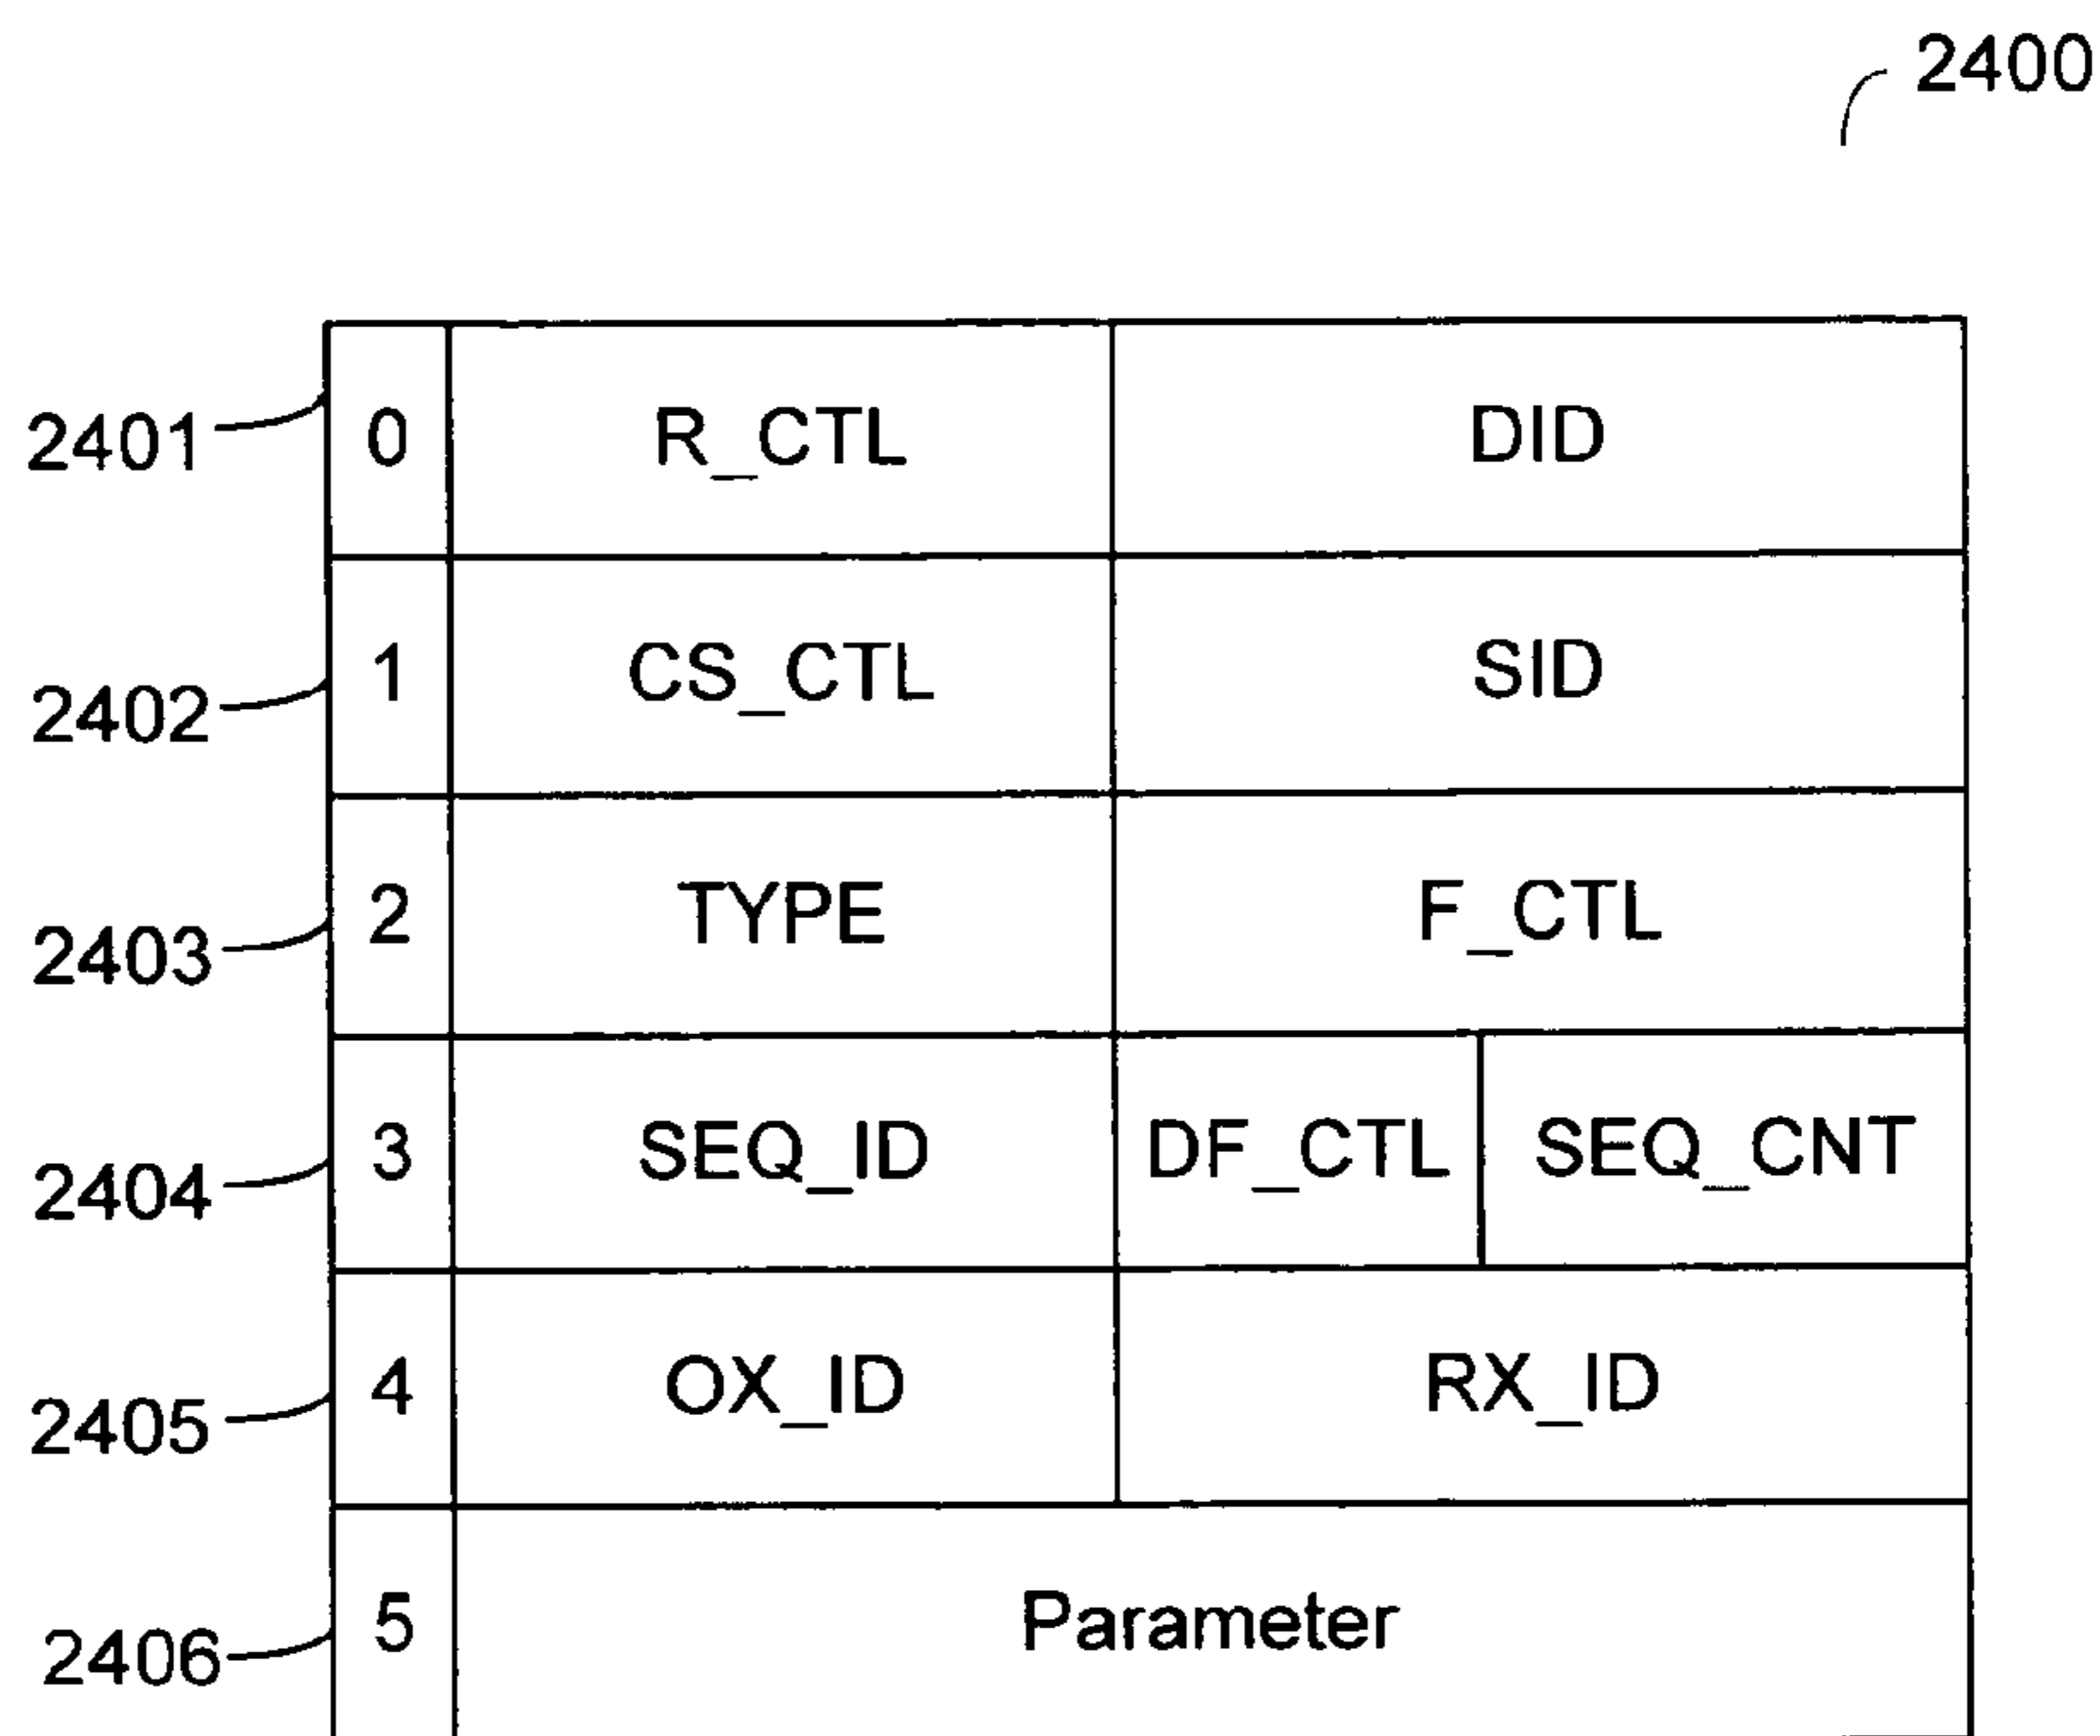 2400
2401 0 R_CTL DID
2402 1 CS_CTL SID
2403 2 TYPE F_CTL
2404 3 SEQ_ID DF_CTL SEQ_CNT
2405 4 OX_ID RX_ID
2406 5 Parameter